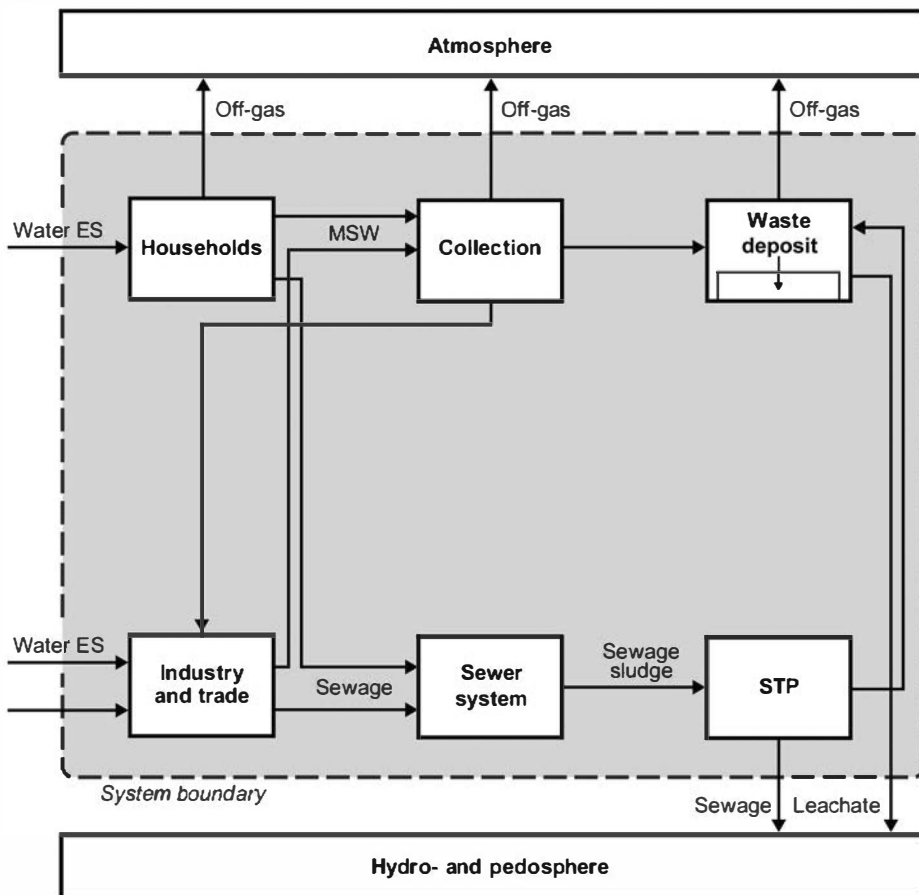 Atmosphere
Off-gas
Off-gas
Off-gas
Water ES
Households
MSW
Collection
Waste
deposit
Water ES
Industry
and trade
Sewage
Sewer
system
Sewage
sludge
STP
System boundary
Sewage
Leachate
Hydro- and pedosphere